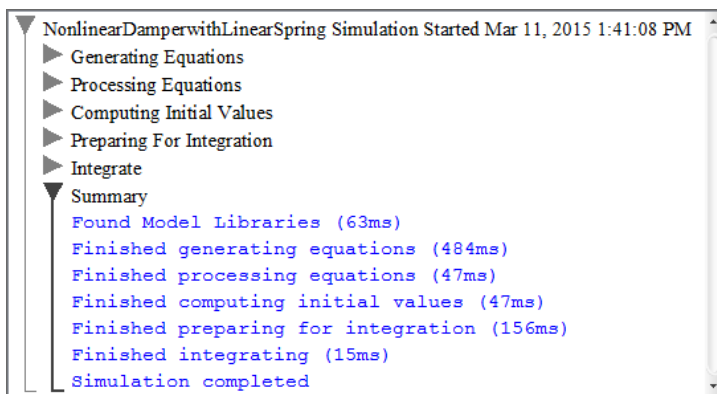 NonlinearDamperwithLinearSpring Simulation Started Mar 11, 2015 1:41:08 PM
Generating Equations
Processing Equations
Computing Initial Values
Preparing For Integration
Integrate
Summary
Found Model Libraries (63ms)
Finished generating equations (484ms)
Finished processing equations (47ms)
Finished computing initial values (47ms)
Finished preparing for integration (156ms)
Finished integrating (15ms)
Simulation completed